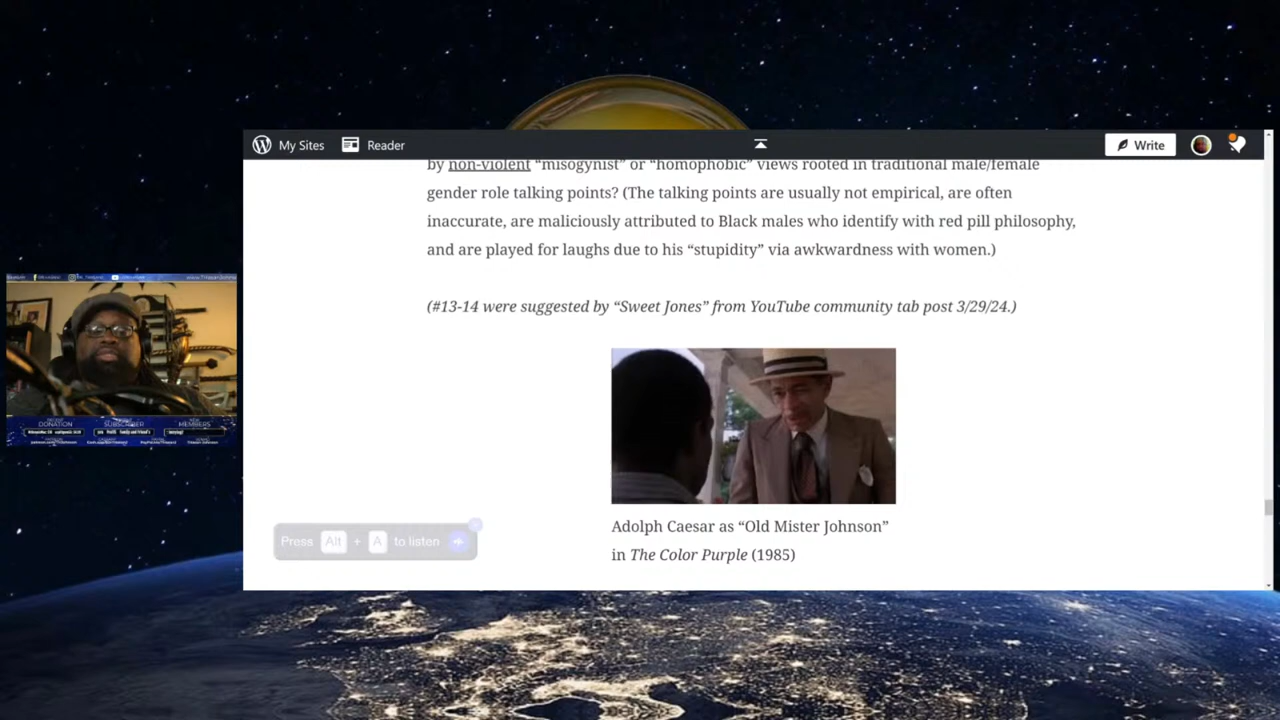 My Sites
Reader
Write
by non-violent “misogynist” or “homophobic” views rooted in traditional male/female
gender role talking points? (The talking points are usually not empirical, are often
inaccurate, are maliciously attributed to Black males who identify with red pill philosophy,
and are played for laughs due to his “stupidity” via awkwardness with women.)
(#13-14 were suggested by “Sweet Jones” from YouTube community tab post 3/29/24.)
Adolph Caesar as “Old Mister Johnson”
in The Color Purple (1985)
Press Alt + A to listen
DONATION
SUBSCRIBER
MEMBERS